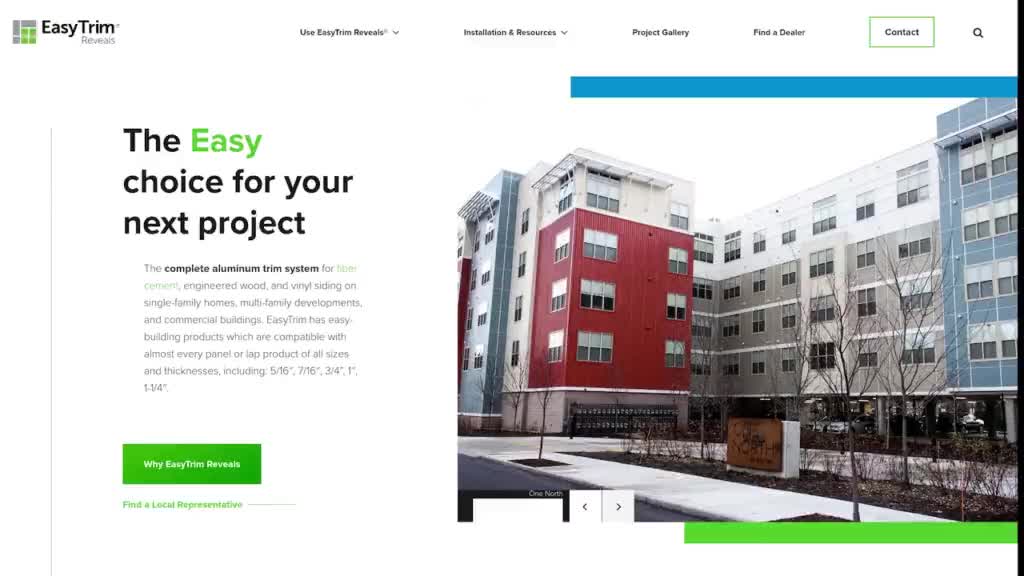 EasyTrim
Reveals
Use EasyTrim Reveals®
Installation & Resources
Project Gallery
Find a Dealer
Contact
The Easy
choice for your
next project
The complete aluminum trim system for fiber
cement, engineered wood, and vinyl siding on
single-family homes, multi-family developments,
and commercial buildings. EasyTrim has easy-
building products which are compatible with
almost every panel or lap product of all sizes
and thicknesses, including: 5/16″, 7/16″, 3/4″, 1″,
1-1/4″.
Why EasyTrim Reveals
Find a Local Representative
One North